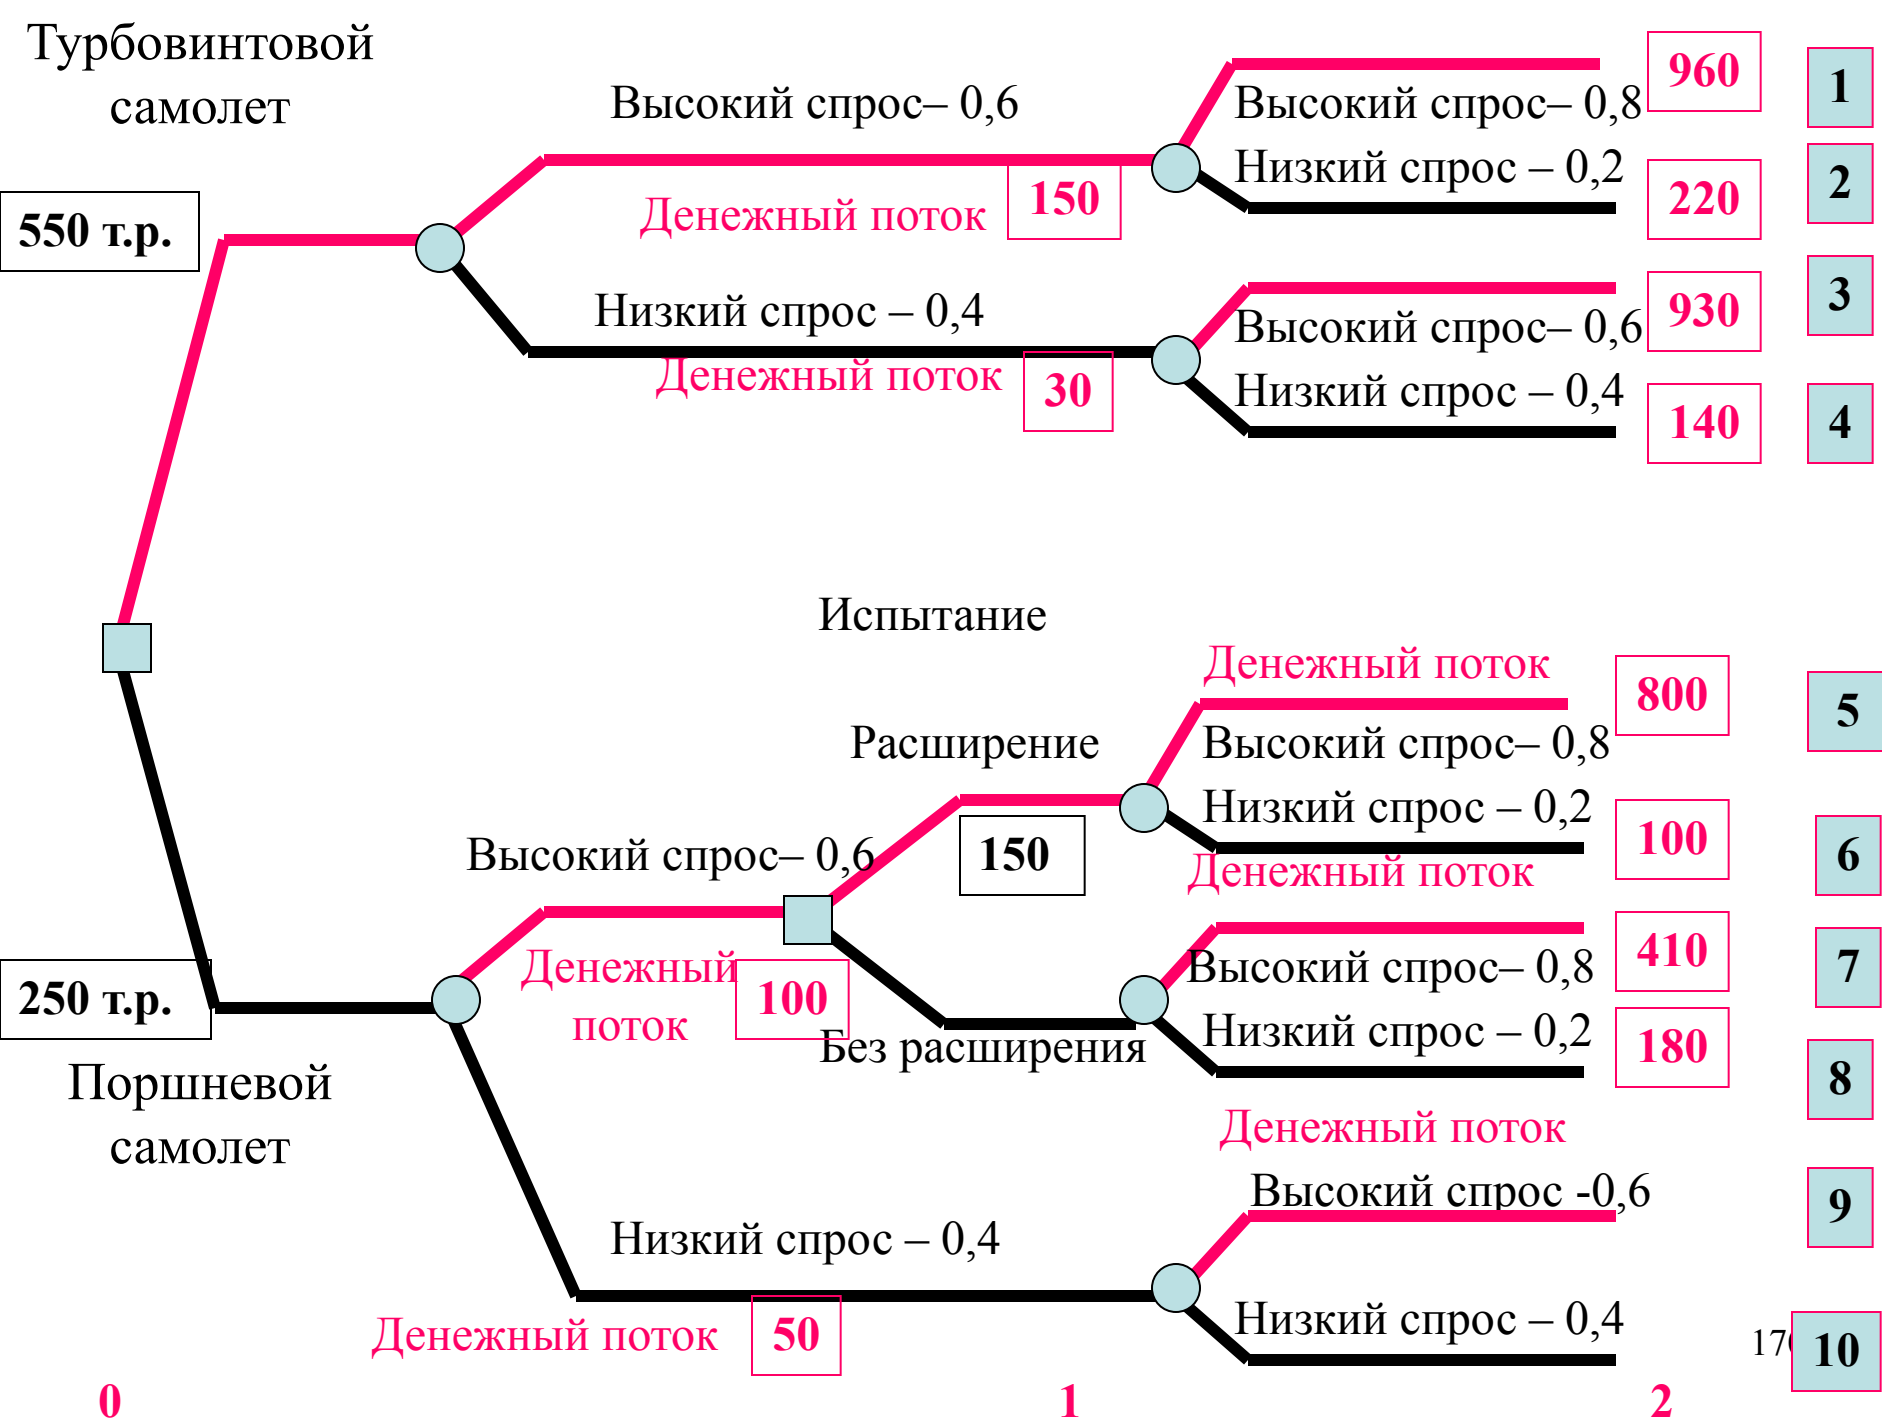 Турбовинтовой
самолет
550 т.р.
Высокий спрос– 0,6
Денежный поток
150
Высокий спрос– 0,8
960
1
Низкий спрос – 0,2
220
2
Низкий спрос – 0,4
Денежный поток
30
Высокий спрос– 0,6
930
3
Низкий спрос – 0,4
140
4
Испытание
Денежный поток
800
5
Расширение
Высокий спрос– 0,8
Низкий спрос – 0,2
100
6
150
Денежный поток
Высокий спрос– 0,6
Денежный
поток
100
Высокий спрос– 0,8
410
7
Без расширения
Низкий спрос – 0,2
180
8
250 т.р.
Поршневой
самолет
Денежный поток
Высокий спрос -0,6
9
Низкий спрос – 0,4
Денежный поток
50
Низкий спрос – 0,4
10
0
1
2